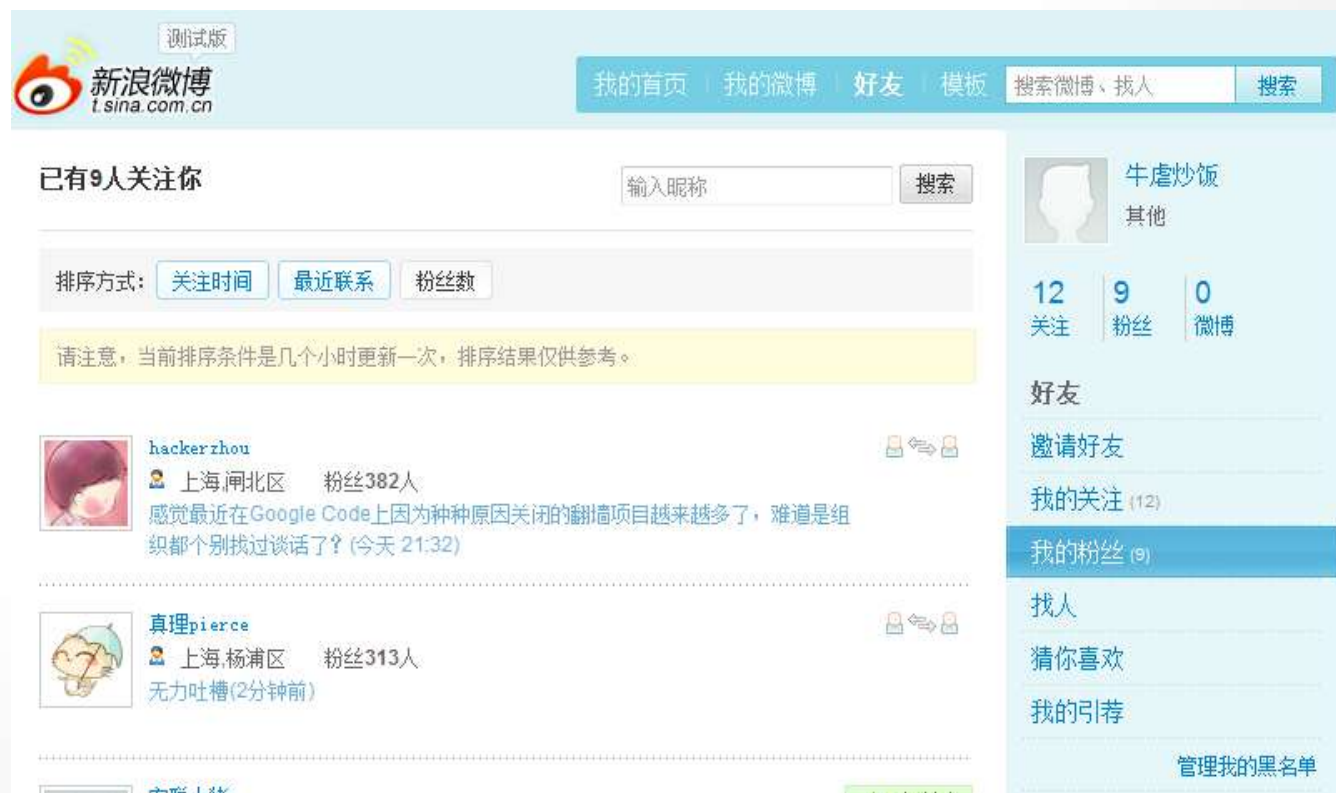 测试版
新浪微博
t.sina.com.cn
我的首页 我的微博 好友 模板 搜索微博、找人 搜索
已有9人关注你
输入昵称 搜索
排序方式: 关注时间 最近联系 粉丝数
请注意，当前排序条件是几个小时更新一次，排序结果仅供参考。
hackerzhou
上海,闸北区 粉丝382人
感觉最近在Google Code上因为种种原因关闭的翻墙项目越来越多了，难道是组
织都个别找过谈话了? (今天 21:32)
真理pierce
上海,杨浦区 粉丝313人
无力吐槽(2分钟前)
牛虐炒饭
其他
12 9 0
关注 粉丝 微博
好友
邀请好友
我的关注 (12)
我的粉丝 (9)
找人
猜你喜欢
我的引荐
管理我的黑名单